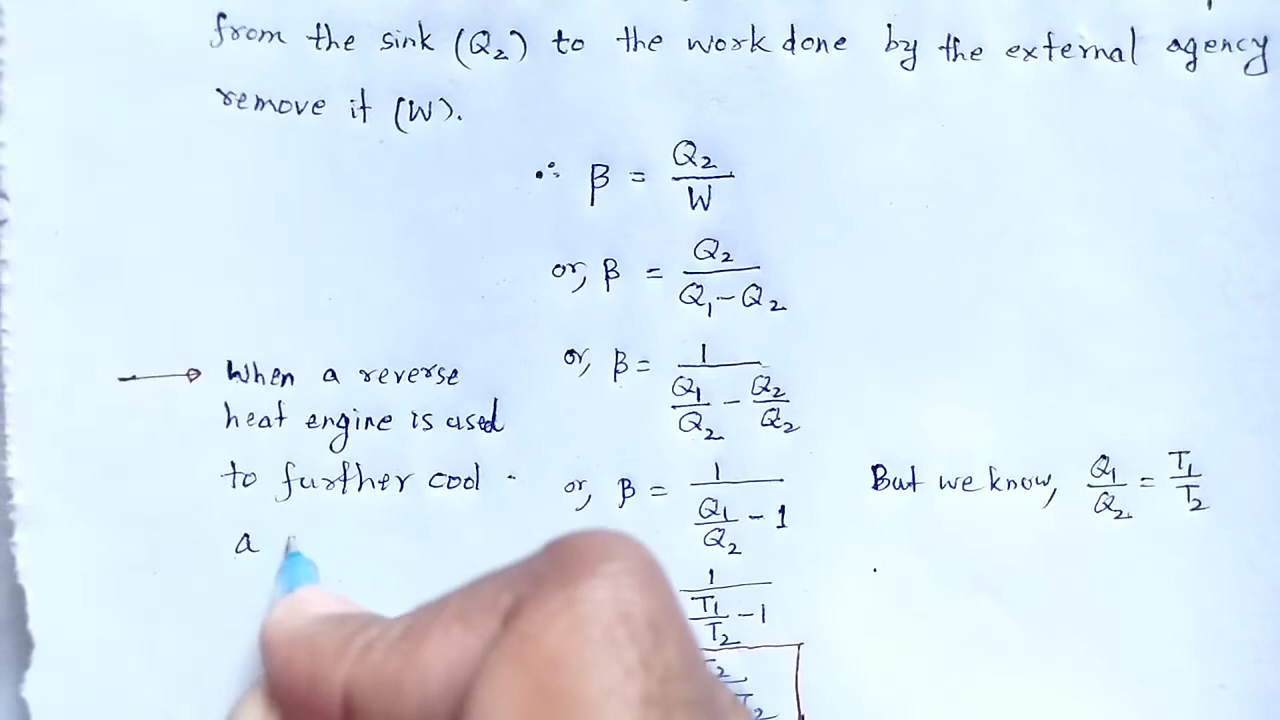 from the sink (Q₂) to the work done by the external agency
remove it (W).
∴ β = Q₂/W
or, β = Q₂/(Q₁-Q₂)
or, β = 1/(Q₁/Q₂ - Q₂/Q₂)
→ When a reverse
heat engine is used
to further cool
a
or, β = 1/(Q₁/Q₂ - 1)
But we know, Q₁/Q₂ = T₁/T₂
1/(T₁/T₂ - 1)